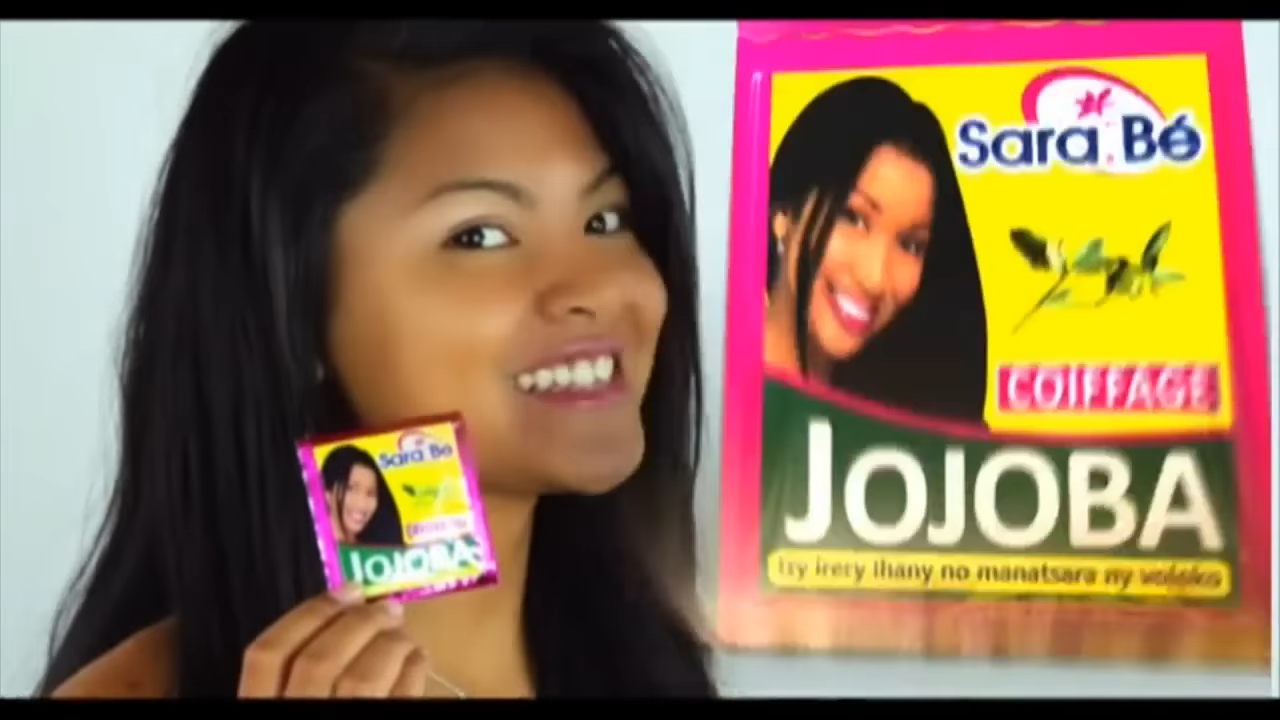 Sara Bé
COIFFAGE
JOJOBA
Izy irery ihany no manatsara ny voloko
Sara Bé
JOJOBA